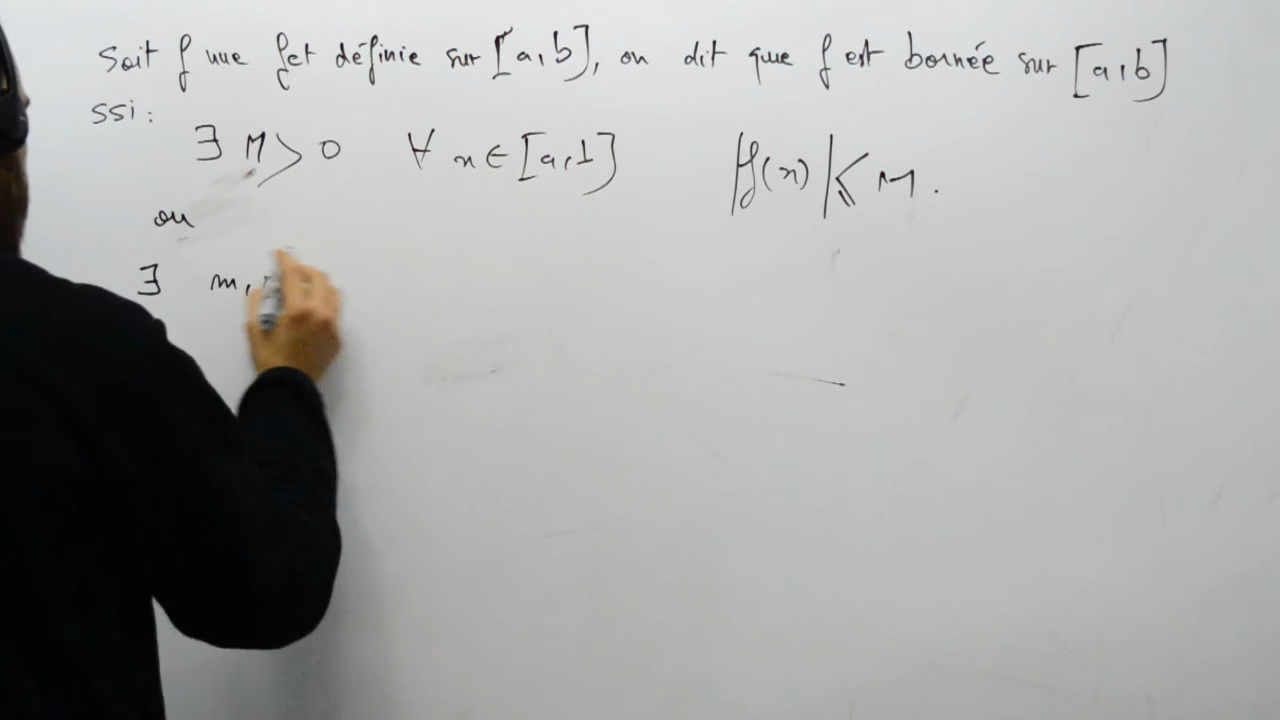 Soit f une fct définie sur [a,b], on dit que f est bornée sur [a,b]
ssi:
∃ M > 0 ∀ x ∈ [a,b] |f(x)| ≤ M.
ou
∃ m,